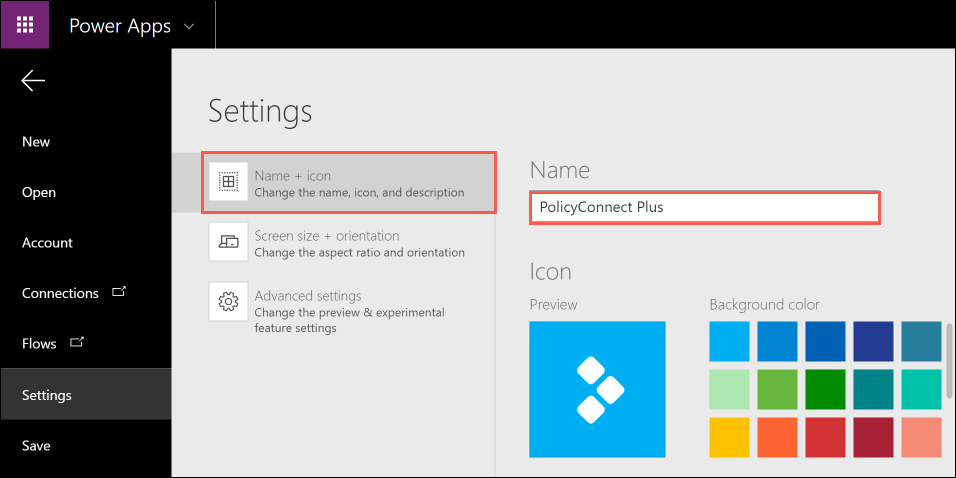 Power Apps
New
Open
Account
Connections
Flows
Settings
Save
Settings
Name + icon
Change the name, icon, and description
Screen size + orientation
Change the aspect ratio and orientation
Advanced settings
Change the preview & experimental
feature settings
Name
PolicyConnect Plus
Icon
Preview
Background color